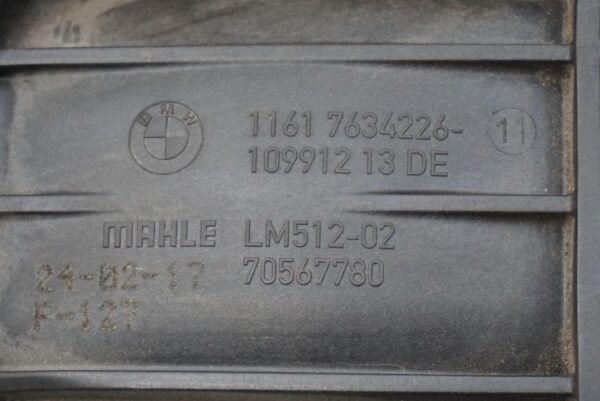 BMW
1161 7634226- 11
109912 13 DE
MAHLE LM512-02
24-02-17 70567780
F-127